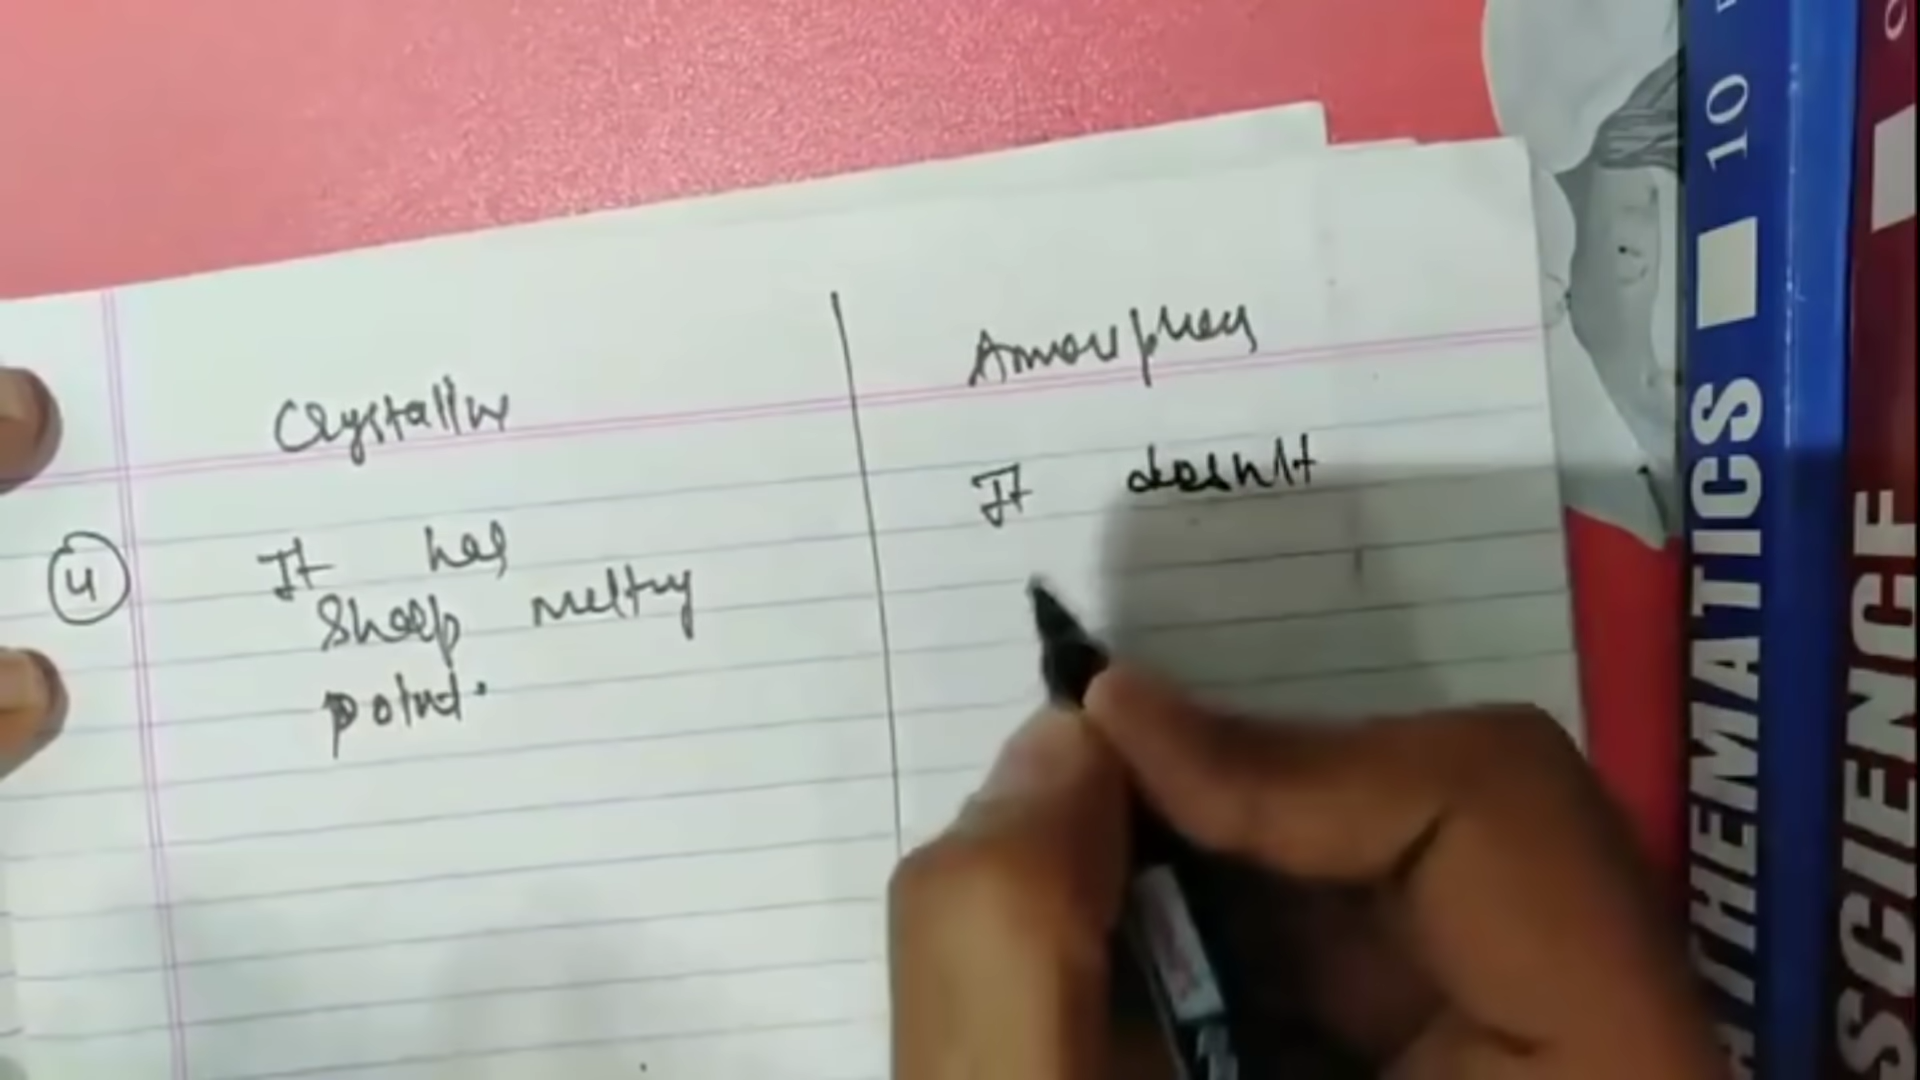 Crystalline
Amorphous
4
It has
Sharp melting
point.
It doesn't
MATHEMATICS 10
SCIENCE